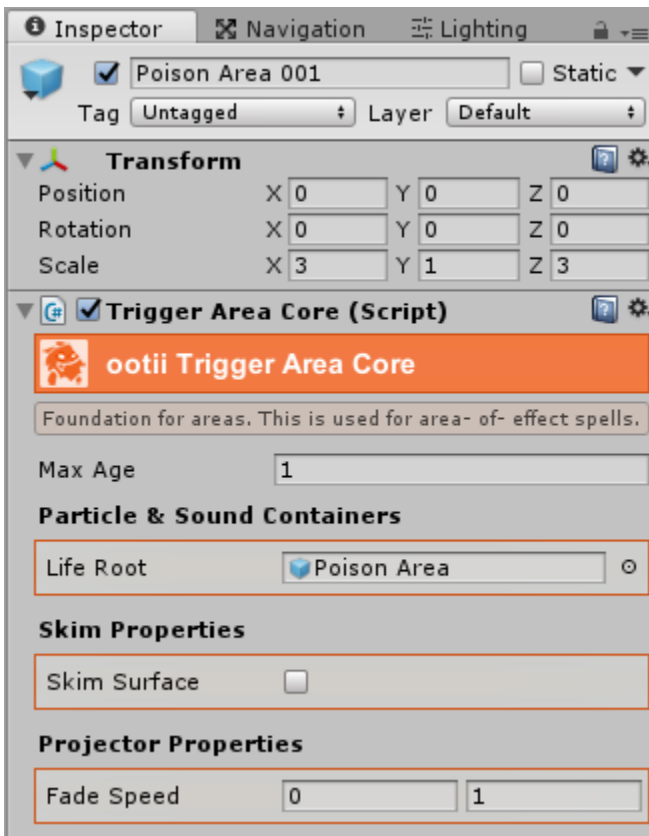 Inspector Navigation Lighting
Poison Area 001 Static
Tag Untagged Layer Default
Transform
Position X 0 Y 0 Z 0
Rotation X 0 Y 0 Z 0
Scale X 3 Y 1 Z 3
Trigger Area Core (Script)
ootii Trigger Area Core
Foundation for areas. This is used for area- of- effect spells.
Max Age 1
Particle & Sound Containers
Life Root Poison Area
Skim Properties
Skim Surface
Projector Properties
Fade Speed 0 1